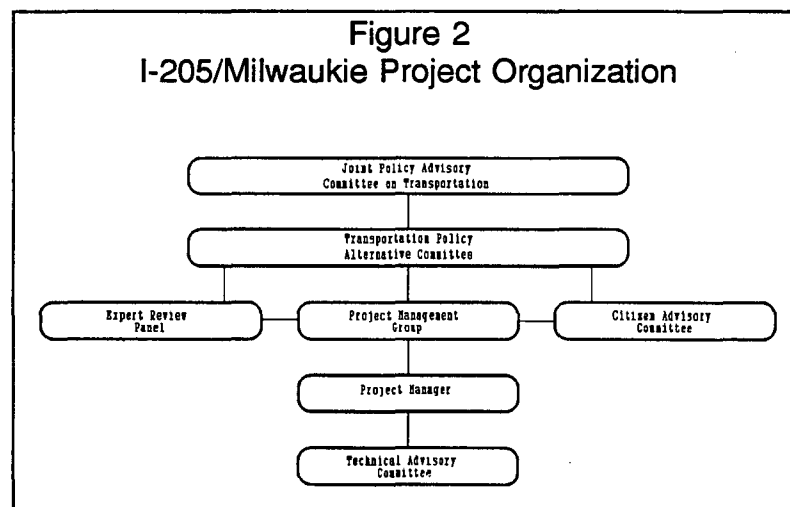 Figure 2
I-205/Milwaukie Project Organization
Joint Policy Advisory
Committee on Transportation
Transportation Policy
Alternative Committee
Expert Review
Panel
Project Management
Group
Citizen Advisory
Committee
Project Manager
Technical Advisory
Committee